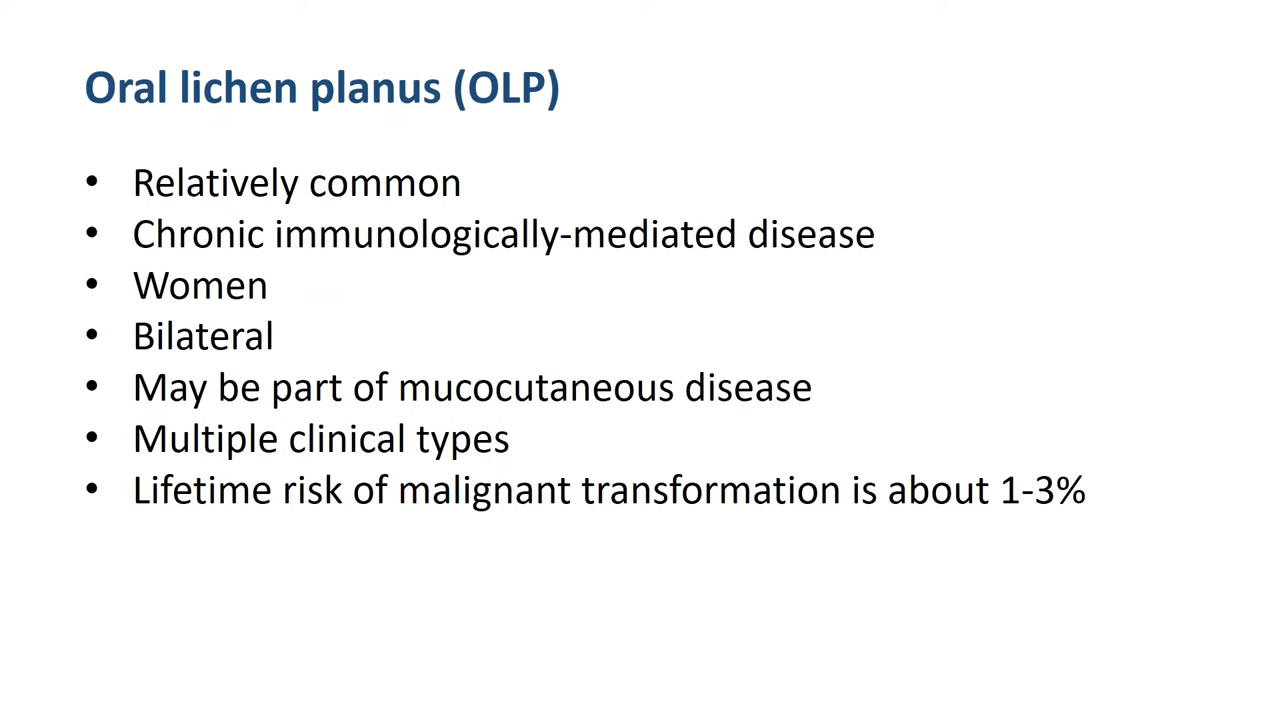 Oral lichen planus (OLP)
• Relatively common
• Chronic immunologically-mediated disease
• Women
• Bilateral
• May be part of mucocutaneous disease
• Multiple clinical types
• Lifetime risk of malignant transformation is about 1-3%